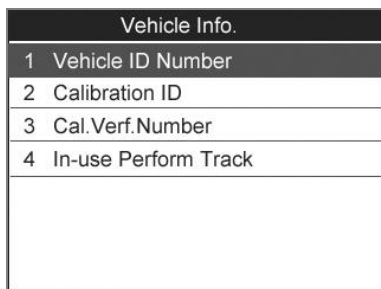 Vehicle Info.
1 Vehicle ID Number
2 Calibration ID
3 Cal.Verf.Number
4 In-use Perform Track